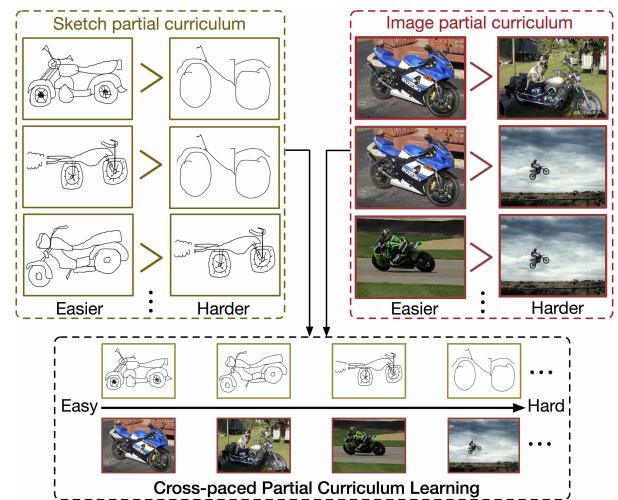 Sketch partial curriculum
Image partial curriculum
Easier
Harder
Easier
Harder
Easy
Hard
Cross-paced Partial Curriculum Learning